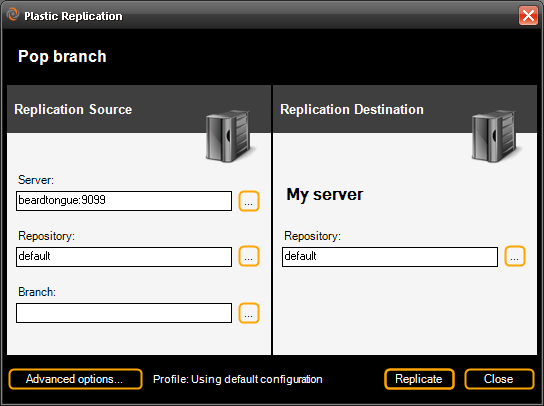 Plastic Replication
Pop branch
Replication Source
Replication Destination
Server:
beardtongue:9099
...
My server
Repository:
default
...
Repository:
default
...
Branch:
...
Advanced options...
Profile: Using default configuration
Replicate
Close